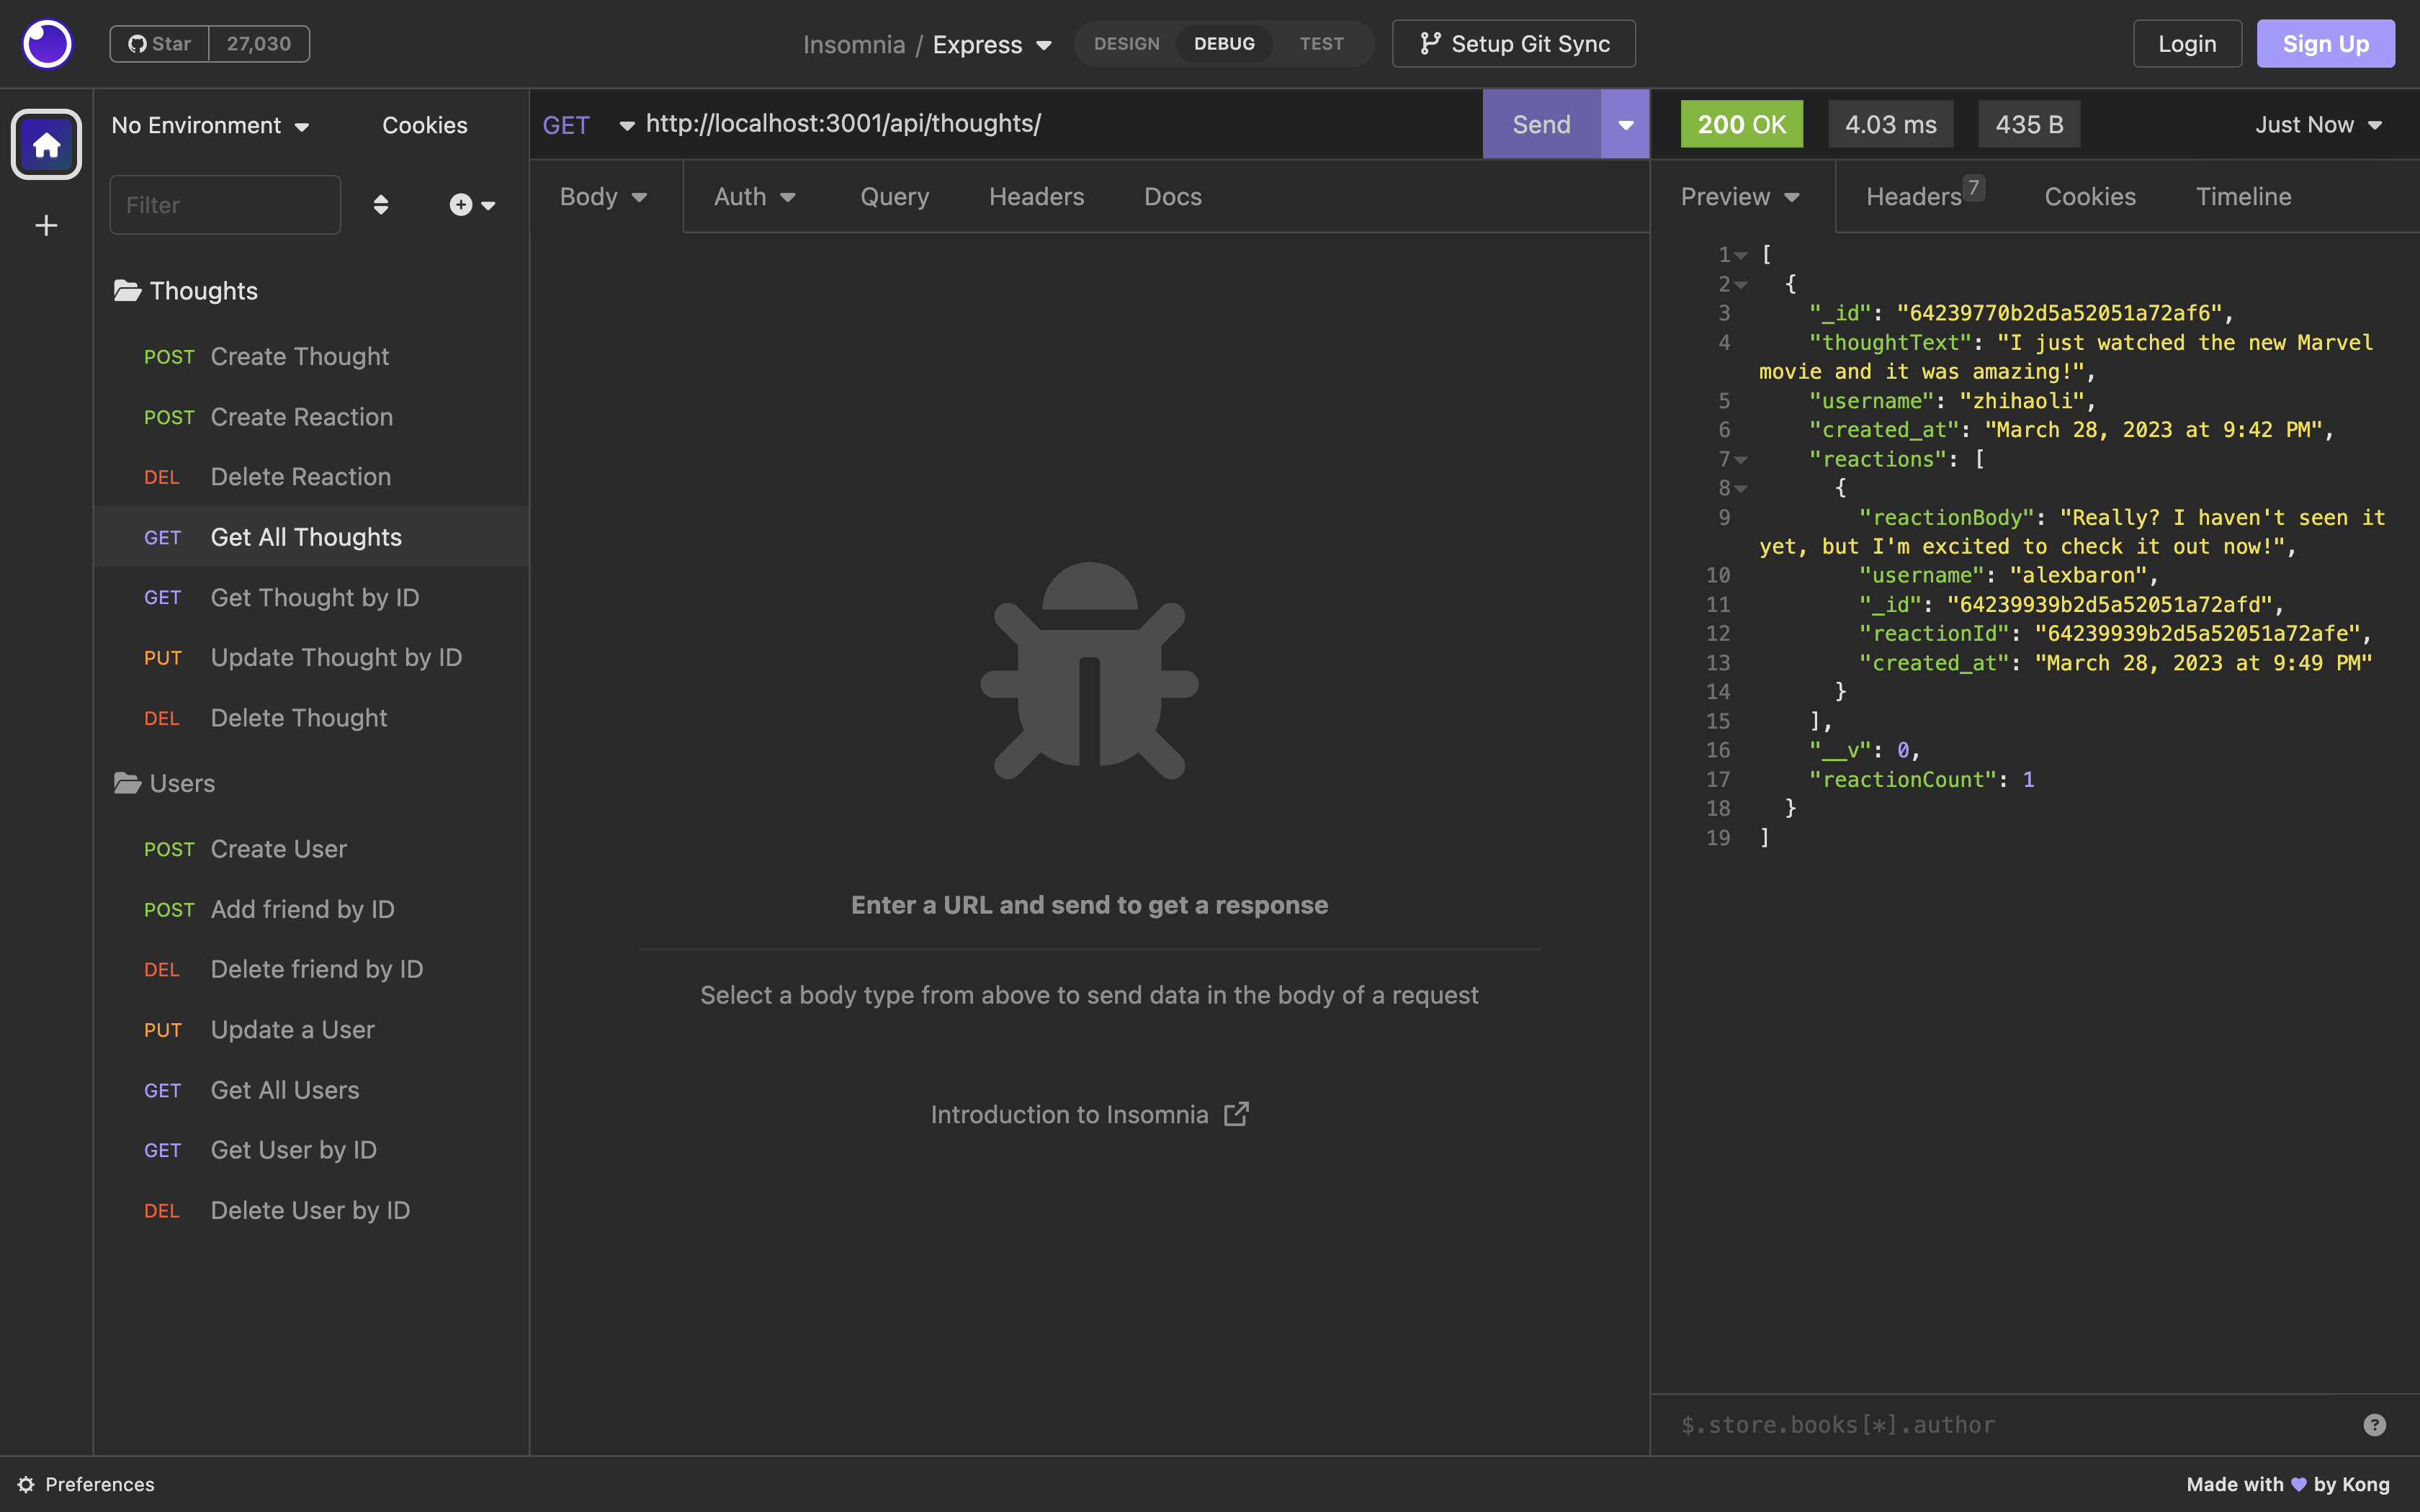 Star 27,030
Insomnia / Express
DESIGN DEBUG TEST
Setup Git Sync
Login
Sign Up
No Environment
Cookies
Filter
Thoughts
POST Create Thought
POST Create Reaction
DEL Delete Reaction
GET Get All Thoughts
GET Get Thought by ID
PUT Update Thought by ID
DEL Delete Thought
Users
POST Create User
POST Add friend by ID
DEL Delete friend by ID
PUT Update a User
GET Get All Users
GET Get User by ID
DEL Delete User by ID
GET http://localhost:3001/api/thoughts/
Send
Body Auth Query Headers Docs
Enter a URL and send to get a response
Select a body type from above to send data in the body of a request
Introduction to Insomnia
200 OK 4.03 ms 435 B Just Now
Preview Headers 7 Cookies Timeline
1 [
2 {
3 "_id": "64239770b2d5a52051a72af6",
4 "thoughtText": "I just watched the new Marvel
movie and it was amazing!",
5 "username": "zhihaoli",
6 "created_at": "March 28, 2023 at 9:42 PM",
7 "reactions": [
8 {
9 "reactionBody": "Really? I haven't seen it
yet, but I'm excited to check it out now!",
10 "username": "alexbaron",
11 "_id": "64239939b2d5a52051a72afd",
12 "reactionId": "64239939b2d5a52051a72afe",
13 "created_at": "March 28, 2023 at 9:49 PM"
14 }
15 ],
16 "__v": 0,
17 "reactionCount": 1
18 }
19 ]
$.store.books[*].author
?
Preferences
Made with 💜 by Kong